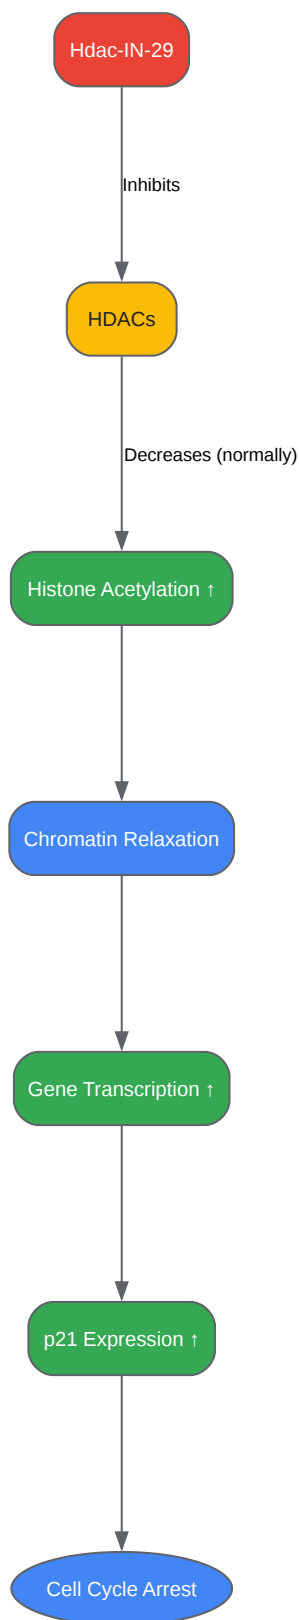 Hdac-IN-29
Inhibits
HDACs
Decreases (normally)
Histone Acetylation ↑
Chromatin Relaxation
Gene Transcription ↑
p21 Expression ↑
Cell Cycle Arrest